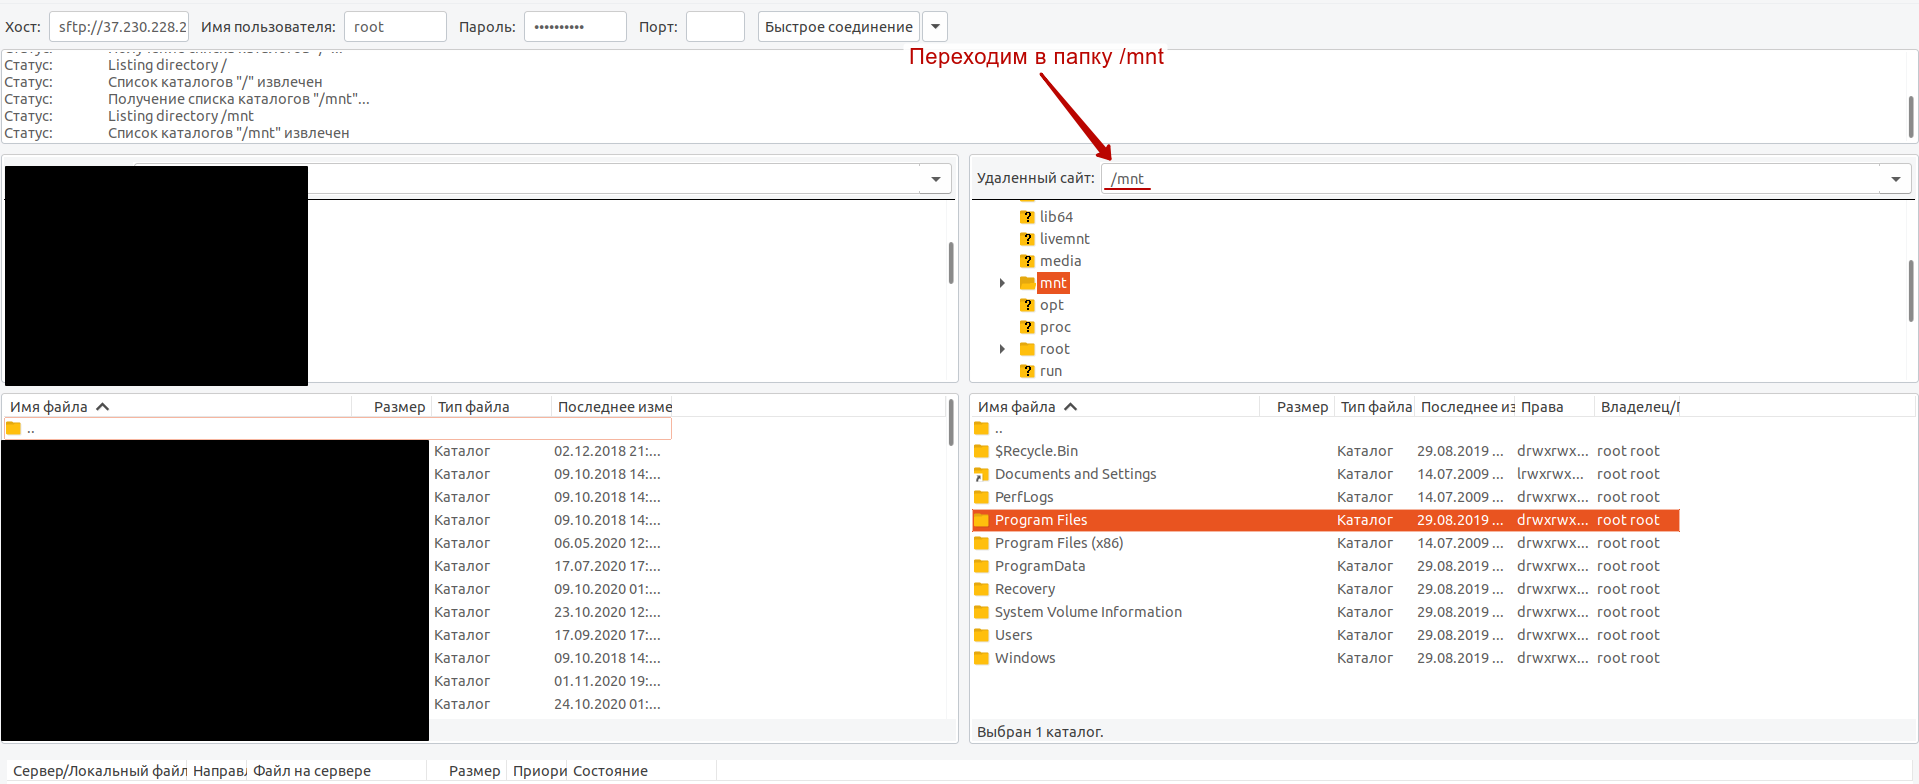 Хост: sftp://37.230.228.2 Имя пользователя: root Пароль: •••••••••• Порт: Быстрое соединение
Переходим в папку /mnt
Статус: Listing directory /
Статус: Список каталогов "/" извлечен
Статус: Получение списка каталогов "/mnt"...
Статус: Listing directory /mnt
Статус: Список каталогов "/mnt" извлечен
Удаленный сайт: /mnt
lib64
livemnt
media
mnt
opt
proc
root
run
Имя файла Размер Тип файла Последнее изме
..
Каталог 02.12.2018 21:...
Каталог 09.10.2018 14:...
Каталог 09.10.2018 14:...
Каталог 09.10.2018 14:...
Каталог 06.05.2020 12:...
Каталог 17.07.2020 17:...
Каталог 09.10.2020 01:...
Каталог 23.10.2020 12:...
Каталог 17.09.2020 17:...
Каталог 09.10.2018 14:...
Каталог 01.11.2020 19:...
Каталог 24.10.2020 01:...
Имя файла Размер Тип файла Последнее из Права Владелец/Г
..
$Recycle.Bin Каталог 29.08.2019 ... drwxrwx... root root
Documents and Settings Каталог 14.07.2009 ... lrwxrwx... root root
PerfLogs Каталог 14.07.2009 ... drwxrwx... root root
Program Files Каталог 29.08.2019 ... drwxrwx... root root
Program Files (x86) Каталог 14.07.2009 ... drwxrwx... root root
ProgramData Каталог 29.08.2019 ... drwxrwx... root root
Recovery Каталог 29.08.2019 ... drwxrwx... root root
System Volume Information Каталог 29.08.2019 ... drwxrwx... root root
Users Каталог 29.08.2019 ... drwxrwx... root root
Windows Каталог 29.08.2019 ... drwxrwx... root root
Выбран 1 каталог.
Сервер/Локальный файл Направл Файл на сервере Размер Приори Состояние